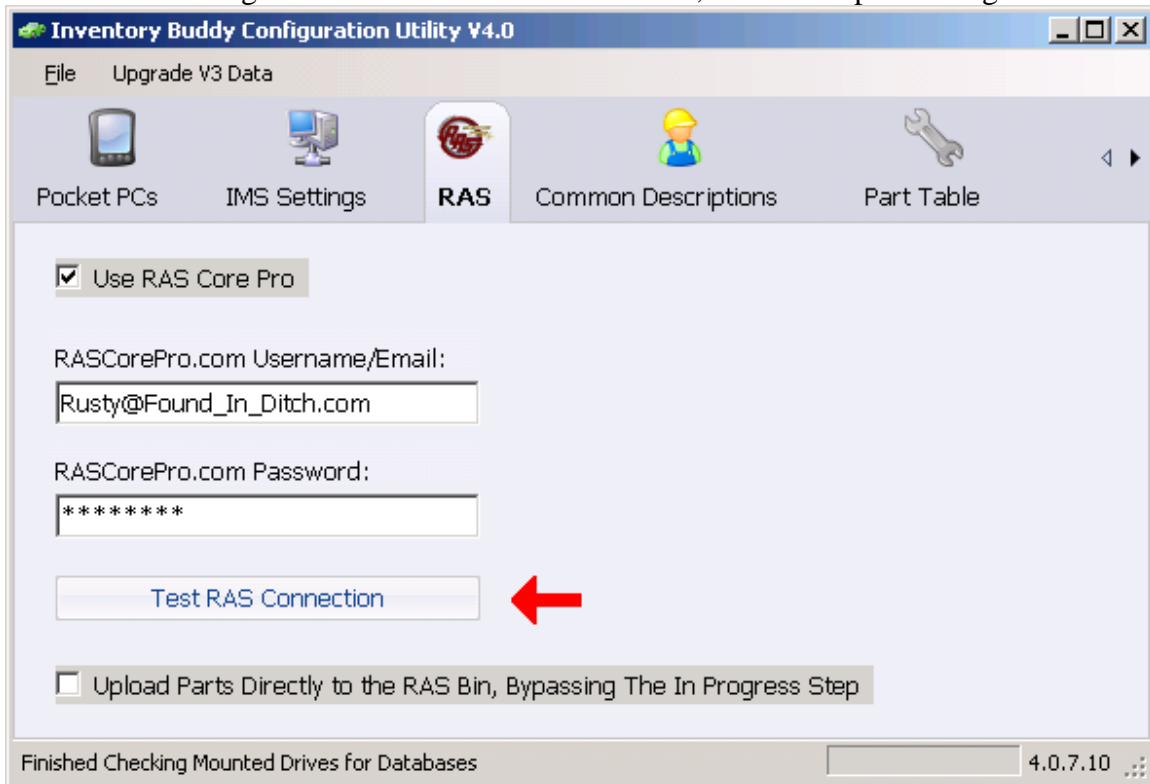 Inventory Buddy Configuration Utility V4.0
File Upgrade V3 Data
RAS
Pocket PCs IMS Settings RAS Common Descriptions Part Table
Use RAS Core Pro
RASCorePro.com Username/Email:
Rusty@Found_In_Ditch.com
RASCorePro.com Password:
********
Test RAS Connection
Upload Parts Directly to the RAS Bin, Bypassing The In Progress Step
Finished Checking Mounted Drives for Databases 4.0.7.10